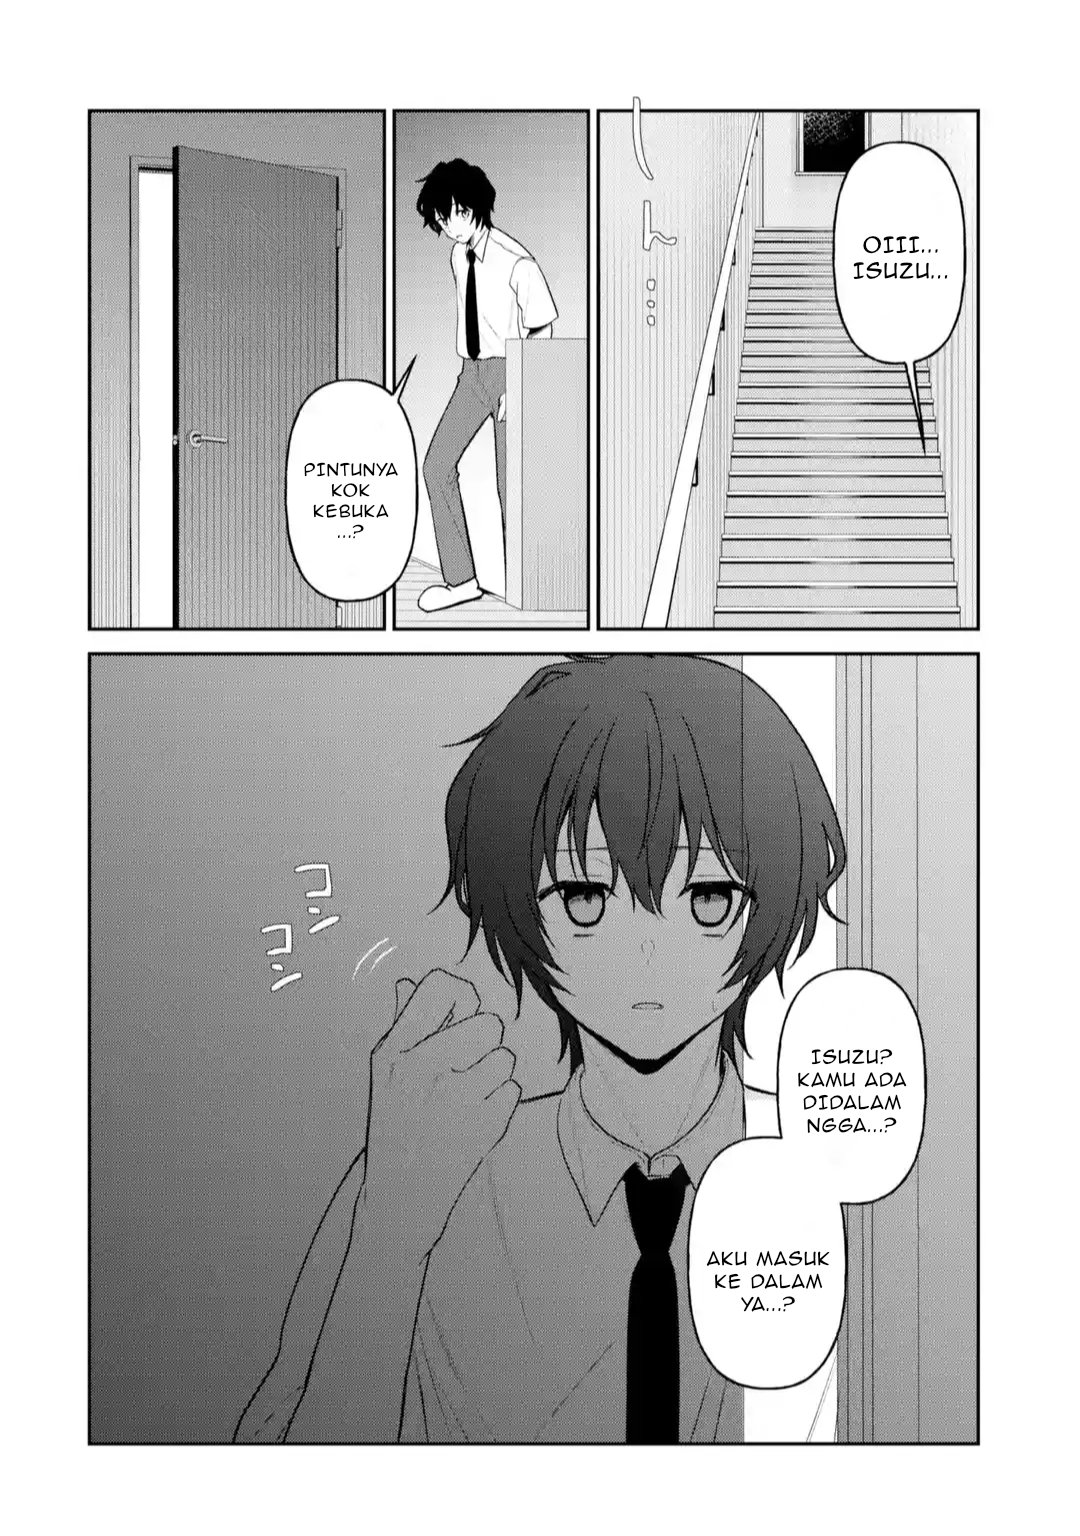 しーん…
OIII...
ISUZU...
PINTUNYA
KOK
KEBUKA
...?
コン
コン
ISUZU?
KAMU ADA
DIDALAM
NGGA...?
AKU MASUK
KE DALAM
YA...?